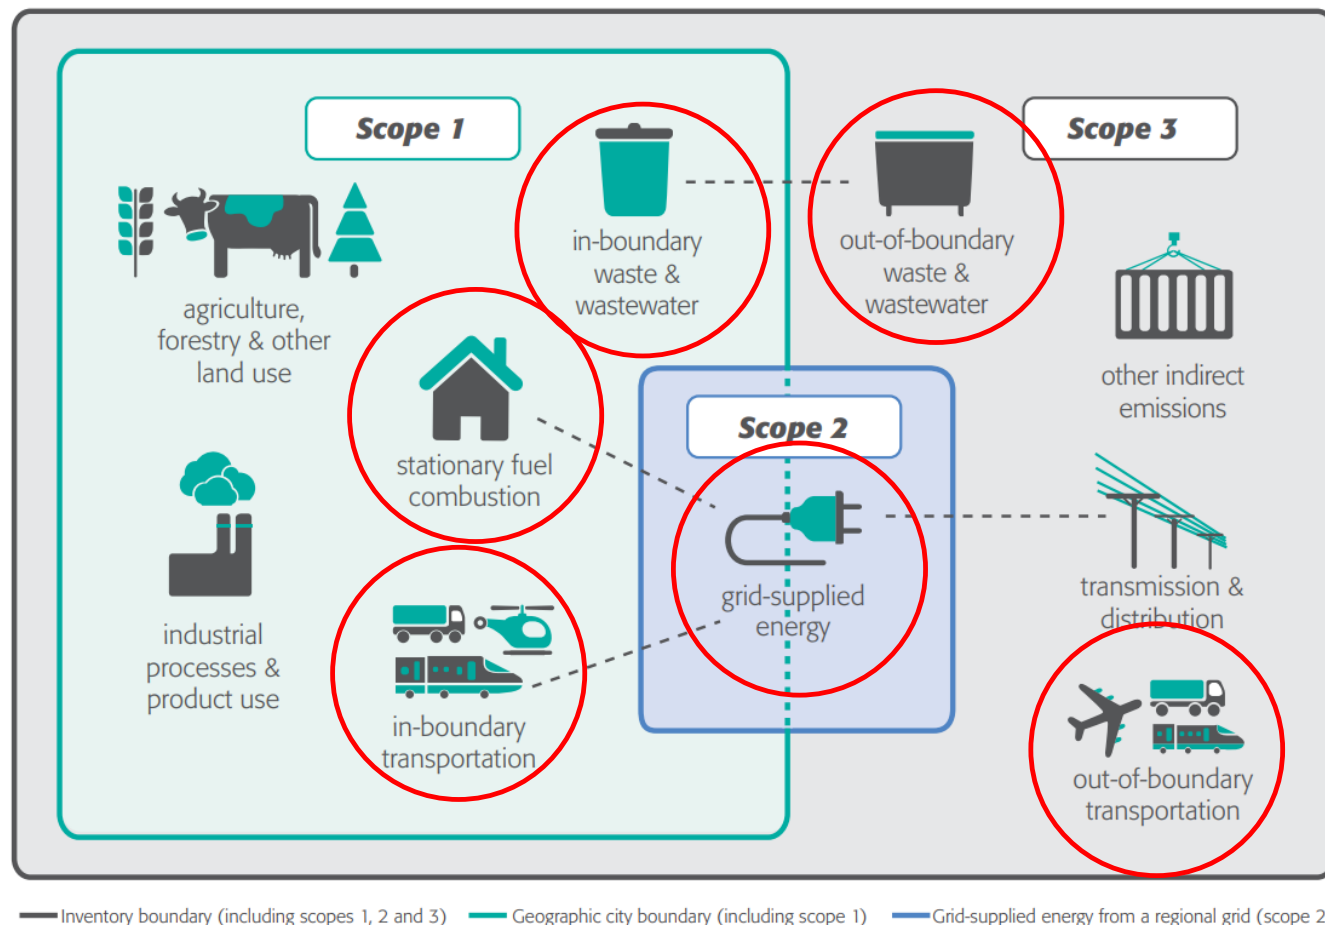 Scope 1
Scope 3
in-boundary
waste &
wastewater
out-of-boundary
waste &
wastewater
agriculture,
forestry & other
land use
other indirect
emissions
Scope 2
stationary fuel
combustion
grid-supplied
energy
transmission &
distribution
industrial
processes &
product use
in-boundary
transportation
out-of-boundary
transportation
Inventory boundary (including scopes 1, 2 and 3)
Geographic city boundary (including scope 1)
Grid-supplied energy from a regional grid (scope 2